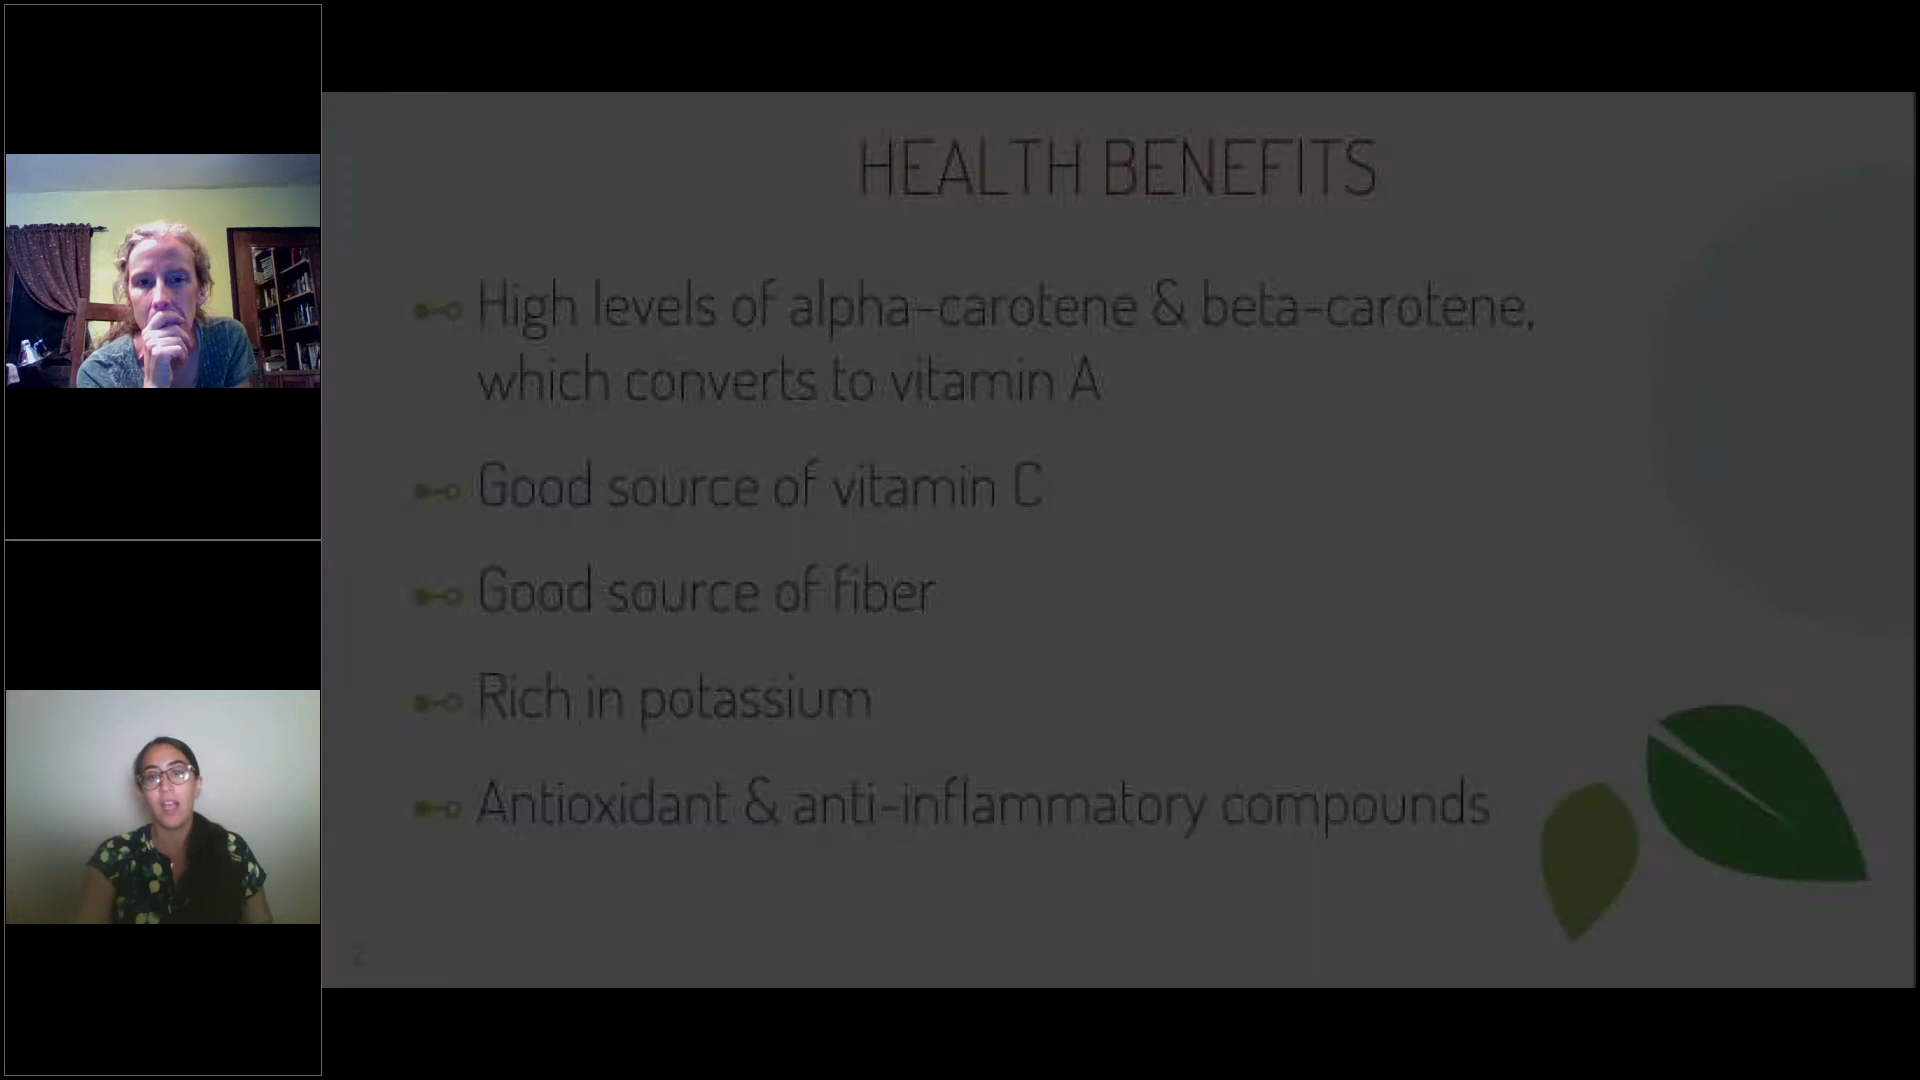 HEALTH BENEFITS
High levels of alpha-carotene & beta-carotene,
which converts to vitamin A
Good source of vitamin C
Good source of fiber
Rich in potassium
Antioxidant & anti-inflammatory compounds
2